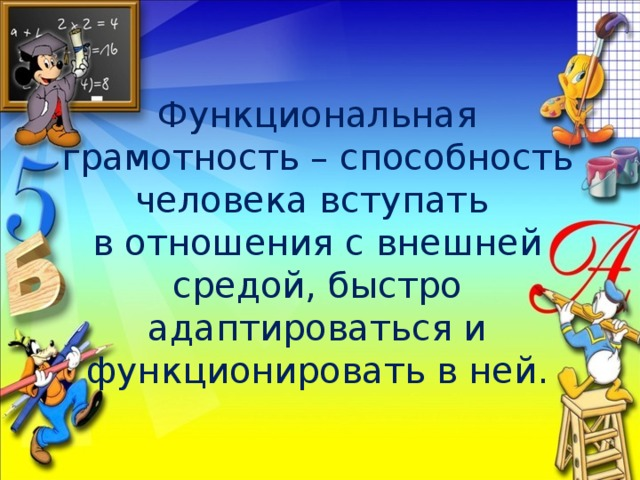 2 x 2 = 4
Функциональная
грамотность – способность
человека вступать
в отношения с внешней
средой, быстро
адаптироваться и
функционировать в ней.
5
Б
А